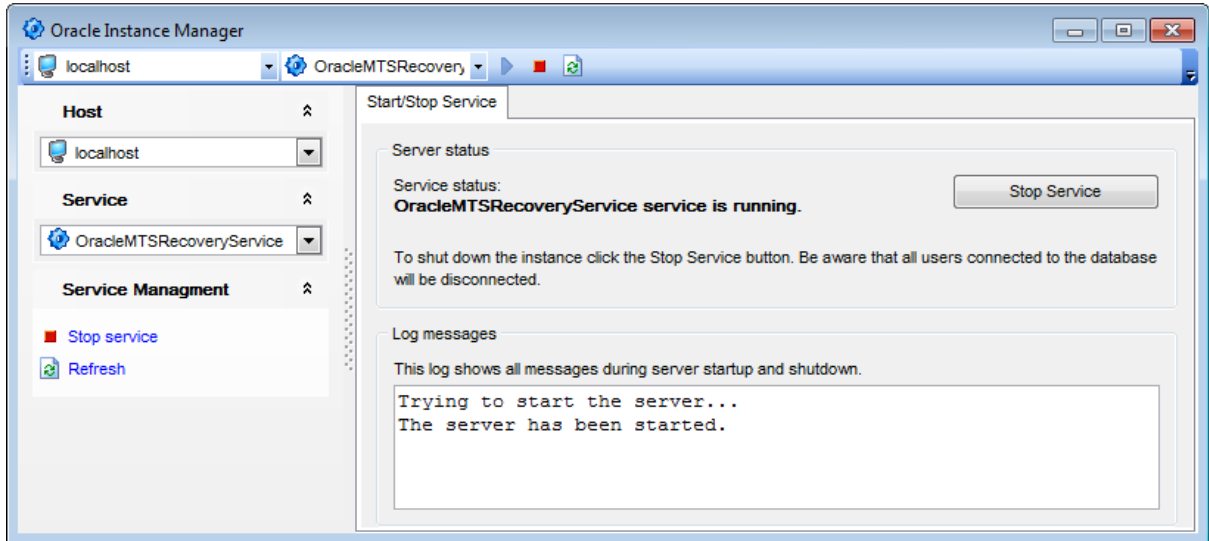 Oracle Instance Manager
localhost
OracleMTSRecovery
Host
localhost
Service
OracleMTSRecoveryService
Service Managment
Stop service
Refresh
Start/Stop Service
Server status
Service status:
OracleMTSRecoveryService service is running.
Stop Service
To shut down the instance click the Stop Service button. Be aware that all users connected to the database
will be disconnected.
Log messages
This log shows all messages during server startup and shutdown.
Trying to start the server...
The server has been started.